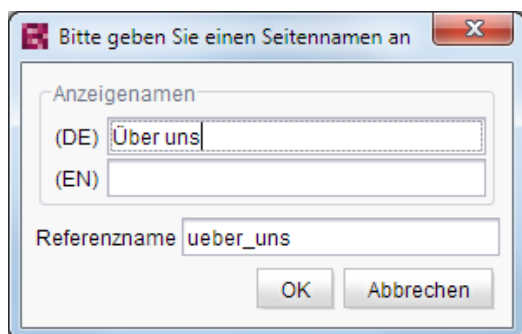 Bitte geben Sie einen Seitennamen an
Anzeigenamen
(DE) Über uns
(EN)
Referenzname ueber_uns
OK Abbrechen